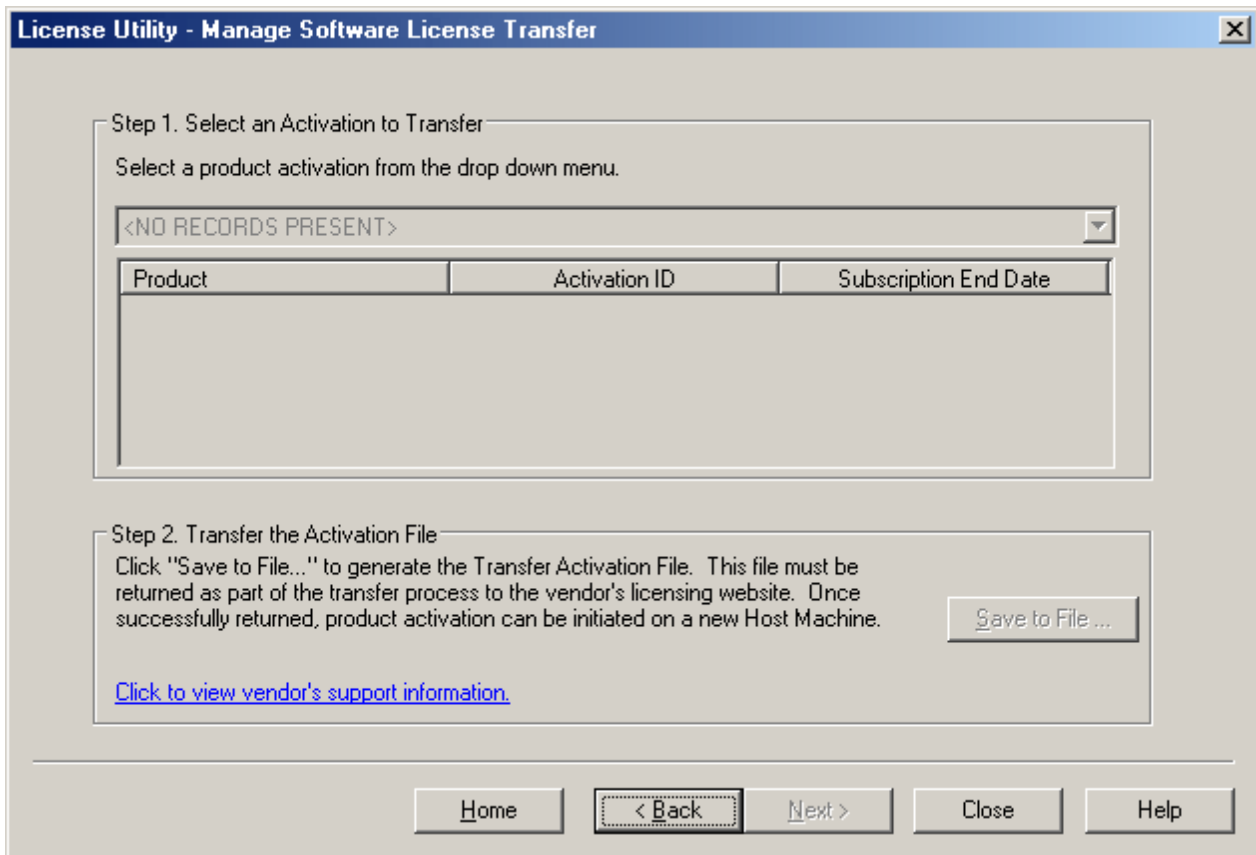 License Utility - Manage Software License Transfer
Step 1. Select an Activation to Transfer
Select a product activation from the drop down menu.
<NO RECORDS PRESENT>
Product Activation ID Subscription End Date
Step 2. Transfer the Activation File
Click "Save to File..." to generate the Transfer Activation File. This file must be
returned as part of the transfer process to the vendor's licensing website. Once
successfully returned, product activation can be initiated on a new Host Machine.
Save to File ...
Click to view vendor's support information.
Home < Back Next > Close Help